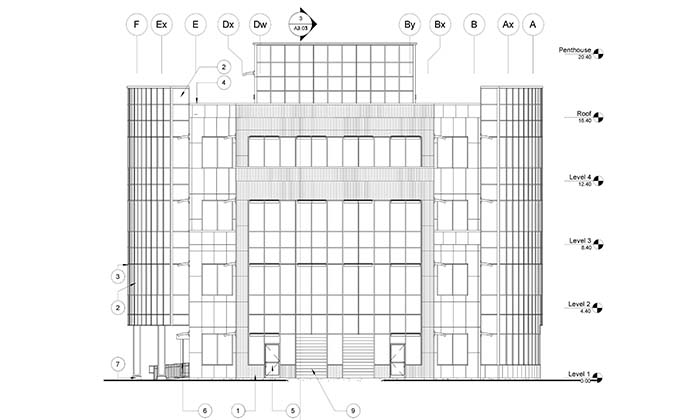 F Ex E Dx Dw 3 By Bx B Ax A
A3.03
Penthouse
20.40
2
4
Roof
16.40
Level 4
12.40
Level 3
8.40
3
2
Level 2
4.40
7
Level 1
0.00
6 1 5 9